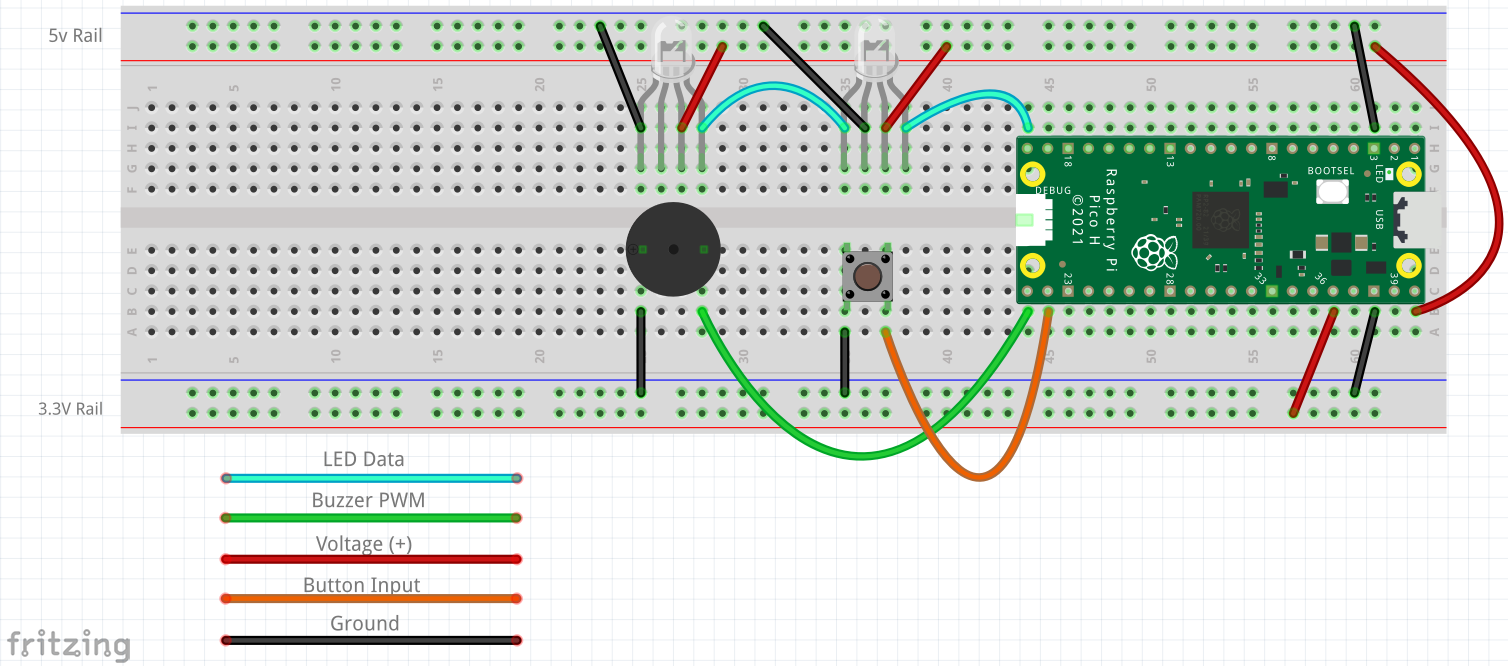 5v Rail
1 5 10 15 20 25 30 35 40 45 50 55 60
J
I
H
G
F
18 13 8 3 2 1
LED
BOOTSEL
DEBUG
USB
Raspberry Pi
Pico H
©2021
E
D
C
B
A
23 28 33 36 39
1 5 10 15 20 30 40 45 50 55 60
3.3V Rail
LED Data
Buzzer PWM
Voltage (+)
Button Input
Ground
fritzing